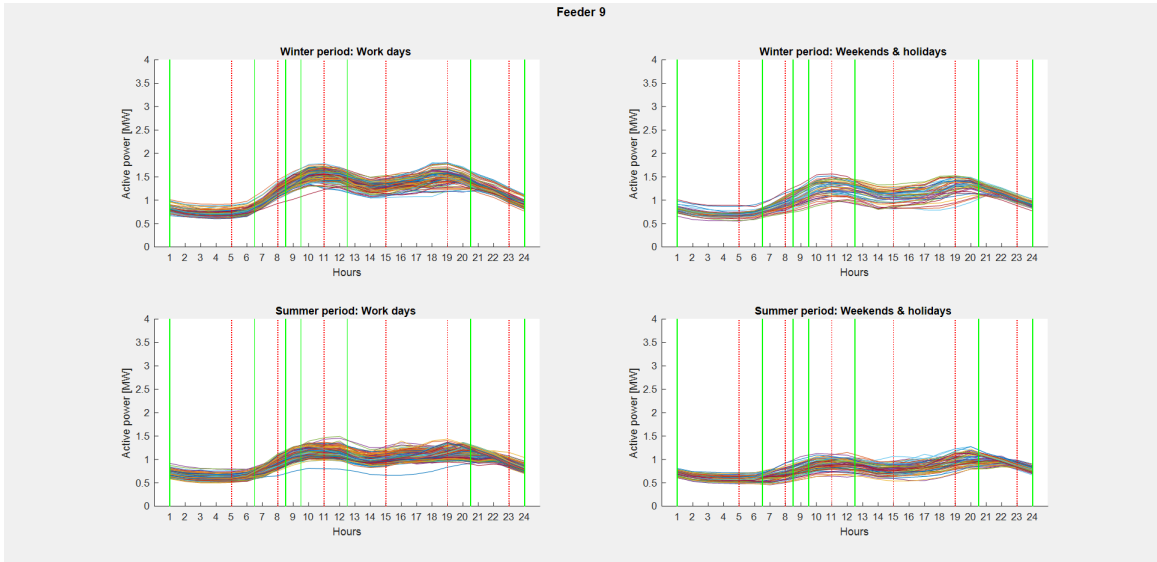 Feeder 9
Winter period: Work days
Active power [MW]
4
3.5
3
2.5
2
1.5
1
0.5
0
1 2 3 4 5 6 7 8 9 10 11 12 13 14 15 16 17 18 19 20 21 22 23 24
Hours
Winter period: Weekends & holidays
Active power [MW]
4
3.5
3
2.5
2
1.5
1
0.5
0
1 2 3 4 5 6 7 8 9 10 11 12 13 14 15 16 17 18 19 20 21 22 23 24
Hours
Summer period: Work days
Active power [MW]
4
3.5
3
2.5
2
1.5
1
0.5
0
1 2 3 4 5 6 7 8 9 10 11 12 13 14 15 16 17 18 19 20 21 22 23 24
Hours
Summer period: Weekends & holidays
Active power [MW]
4
3.5
3
2.5
2
1.5
1
0.5
0
1 2 3 4 5 6 7 8 9 10 11 12 13 14 15 16 17 18 19 20 21 22 23 24
Hours